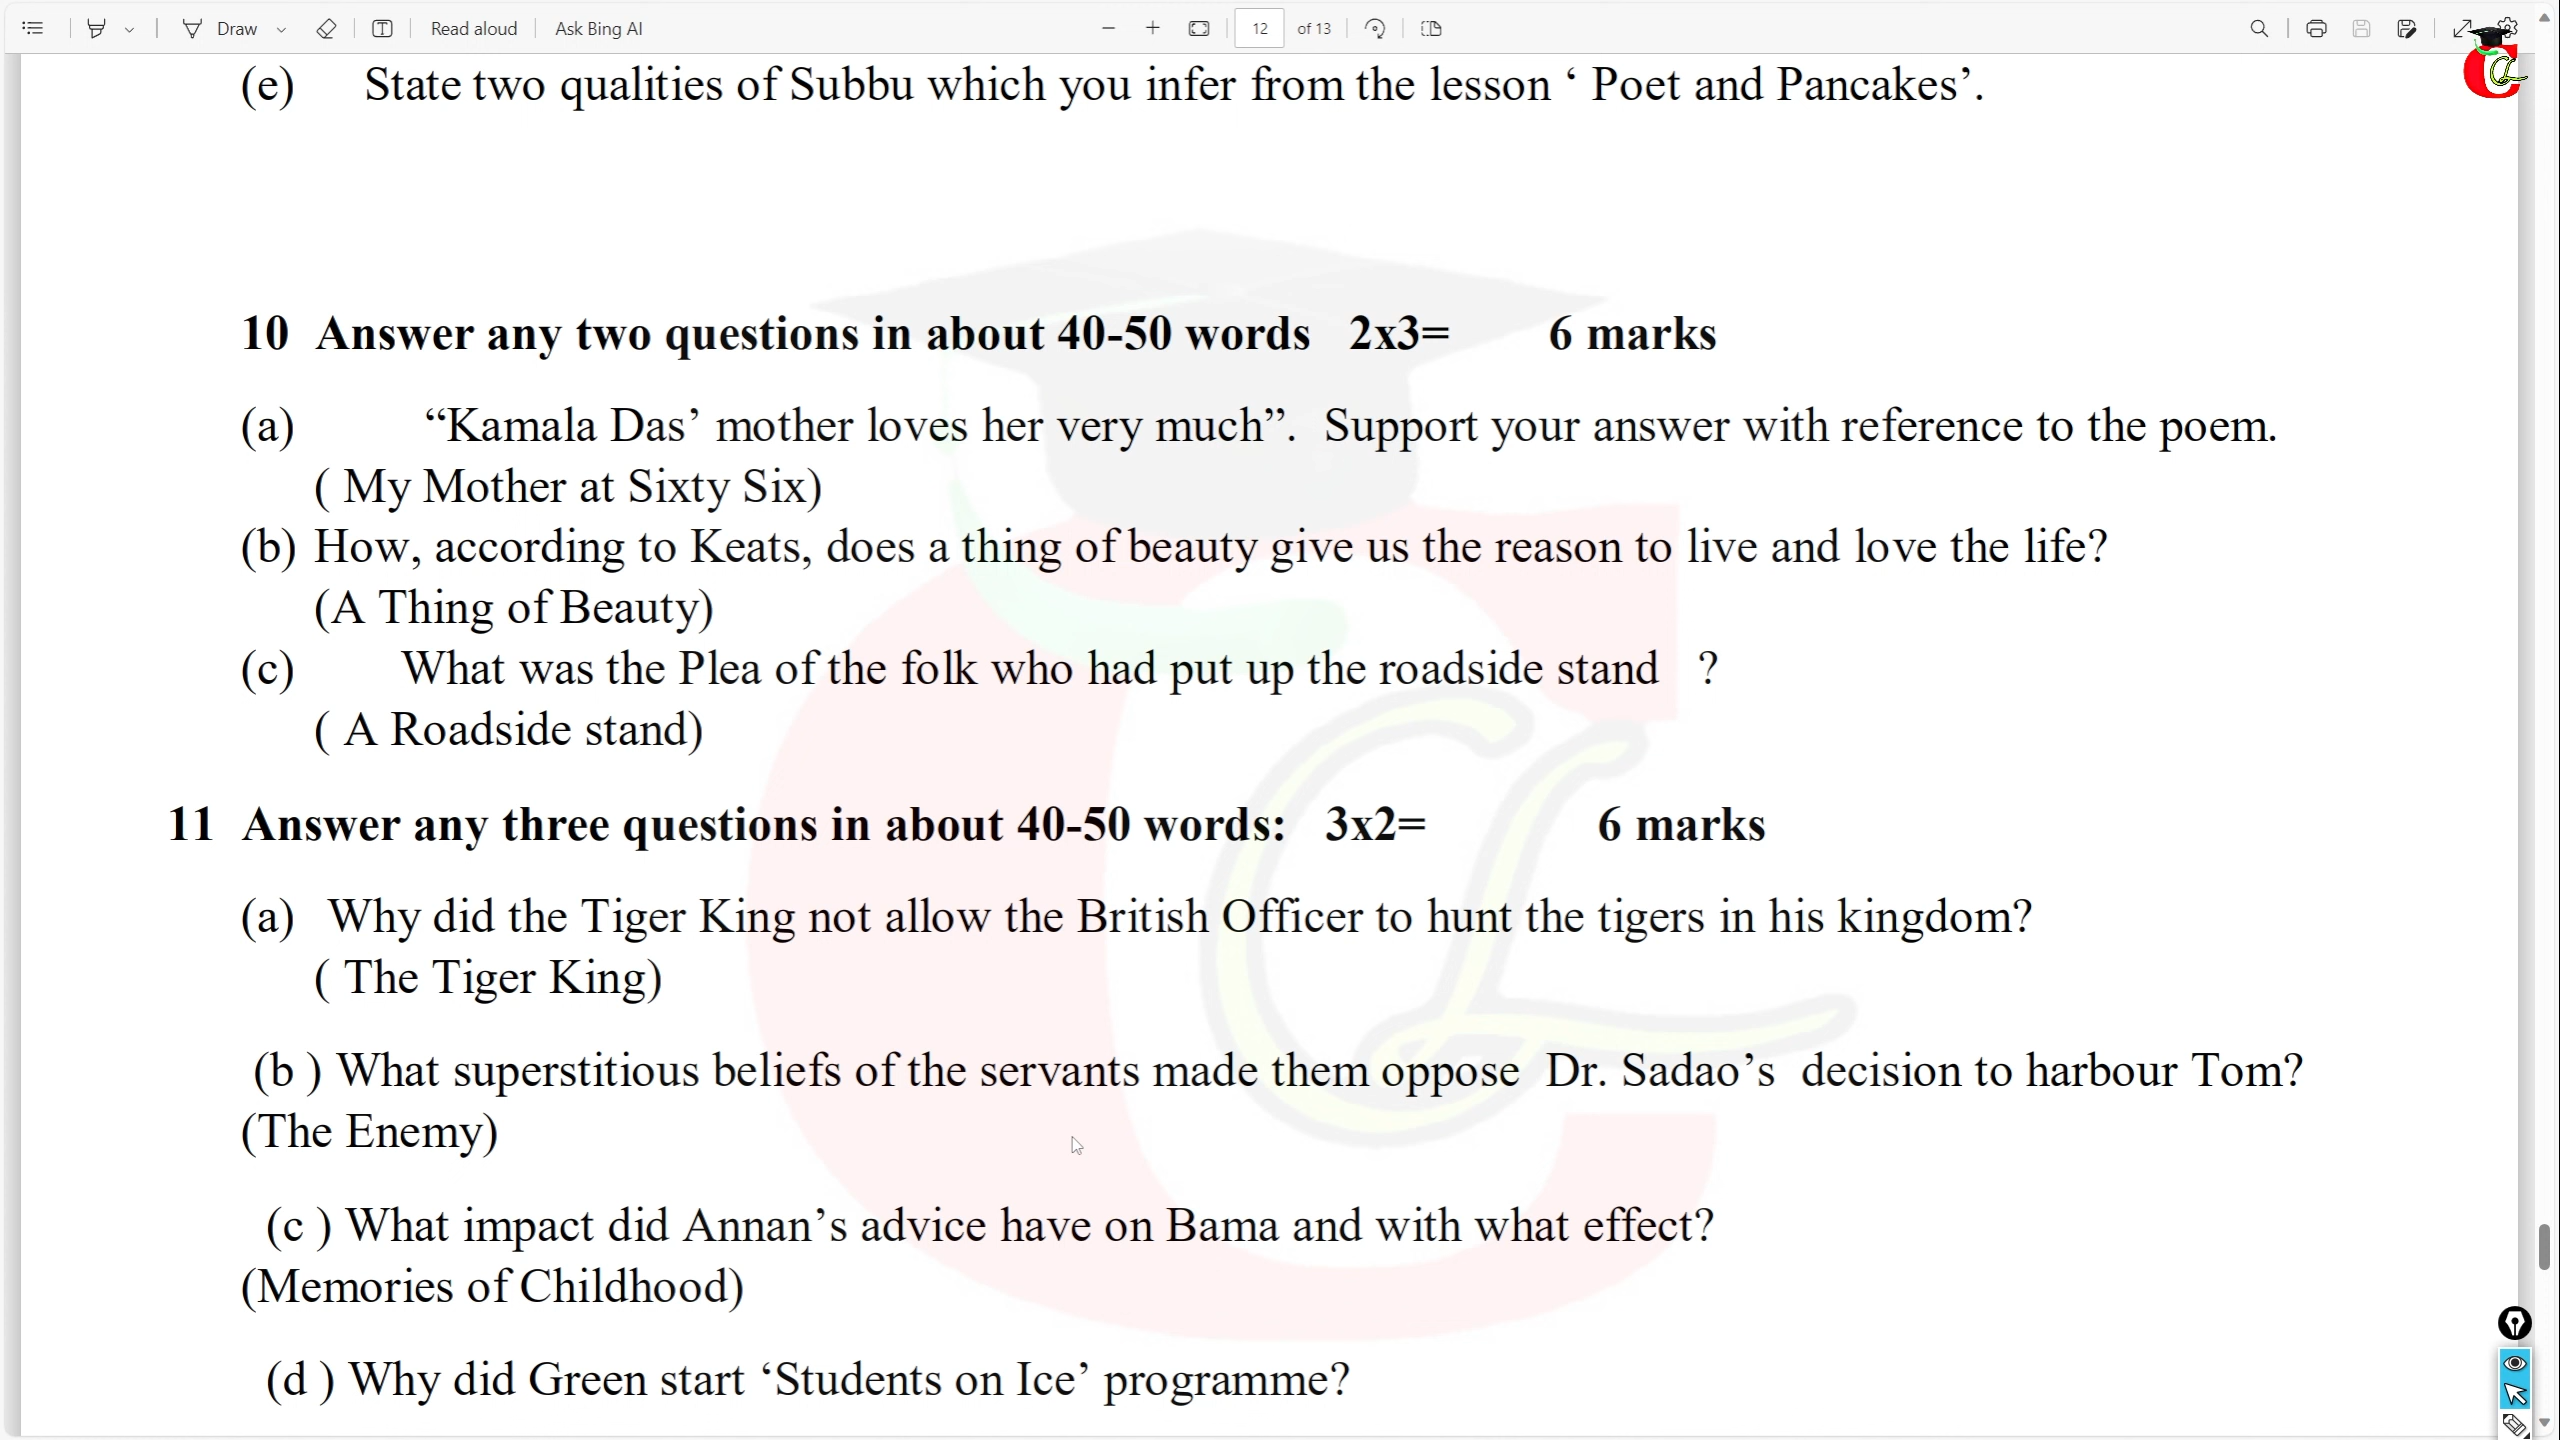 Draw Read aloud Ask Bing AI 12 of 13
(e) State two qualities of Subbu which you infer from the lesson ‘ Poet and Pancakes’.
10 Answer any two questions in about 40-50 words 2x3= 6 marks
(a) “Kamala Das’ mother loves her very much”. Support your answer with reference to the poem.
( My Mother at Sixty Six)
(b) How, according to Keats, does a thing of beauty give us the reason to live and love the life?
(A Thing of Beauty)
(c) What was the Plea of the folk who had put up the roadside stand ?
( A Roadside stand)
11 Answer any three questions in about 40-50 words: 3x2= 6 marks
(a) Why did the Tiger King not allow the British Officer to hunt the tigers in his kingdom?
( The Tiger King)
(b ) What superstitious beliefs of the servants made them oppose Dr. Sadao’s decision to harbour Tom?
(The Enemy)
(c ) What impact did Annan’s advice have on Bama and with what effect?
(Memories of Childhood)
(d ) Why did Green start ‘Students on Ice’ programme?